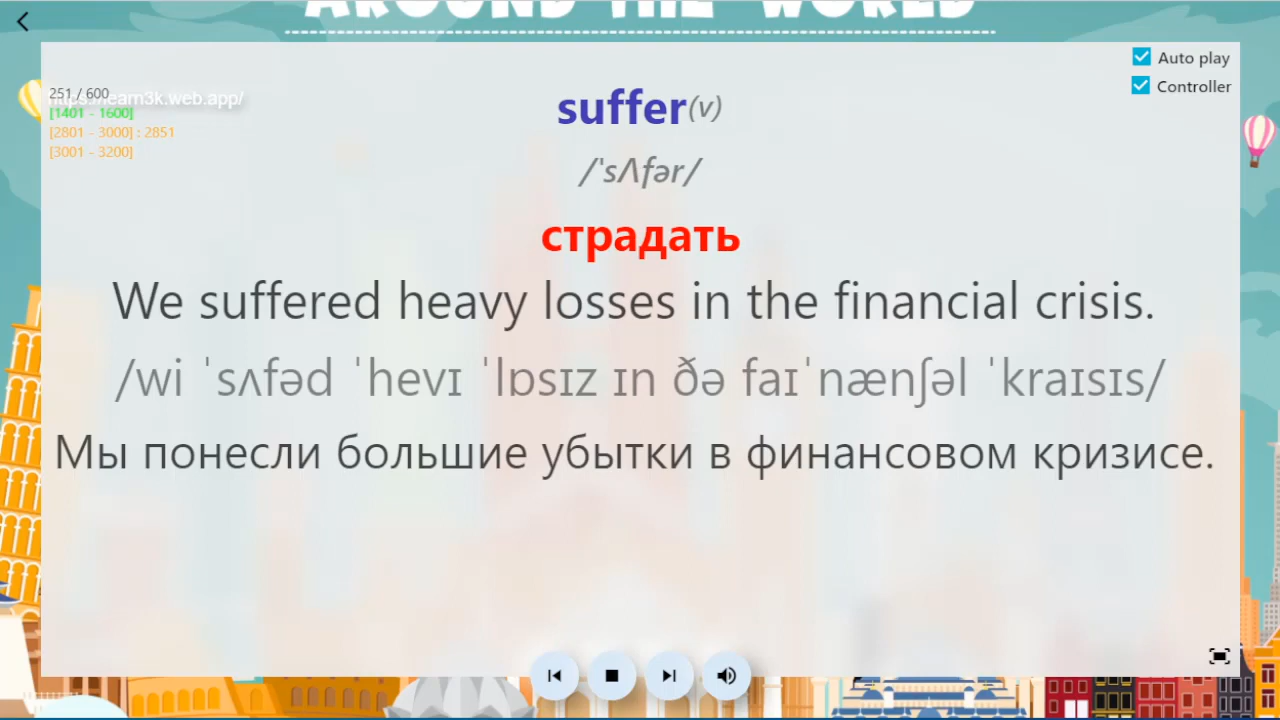 AROUND THE WORLD
Auto play
Controller
251 / 600
https://learn3k.web.app/
[1401 - 1600]
[2801 - 3000] : 2851
[3001 - 3200]
suffer(v)
/ˈsɅfər/
страдать
We suffered heavy losses in the financial crisis.
/wi ˈsʌfəd ˈhevɪ ˈlɒsɪz ɪn ðə faɪˈnænʃəl ˈkraɪsɪs/
Мы понесли большие убытки в финансовом кризисе.